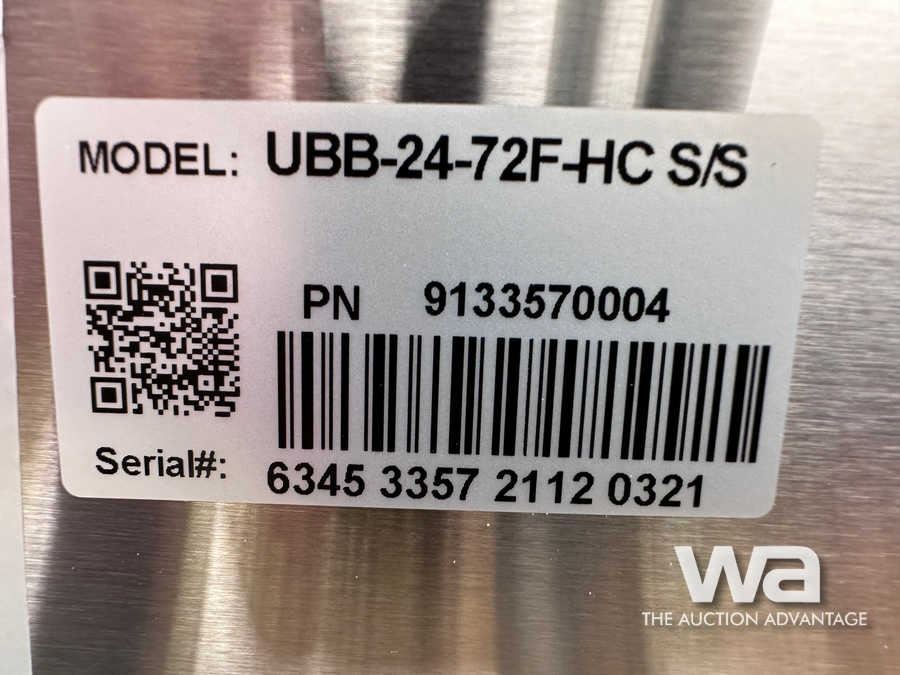 MODEL: UBB-24-72F-HC S/S
PN 9133570004
Serial#: 6345 3357 2112 0321
wa
THE AUCTION ADVANTAGE